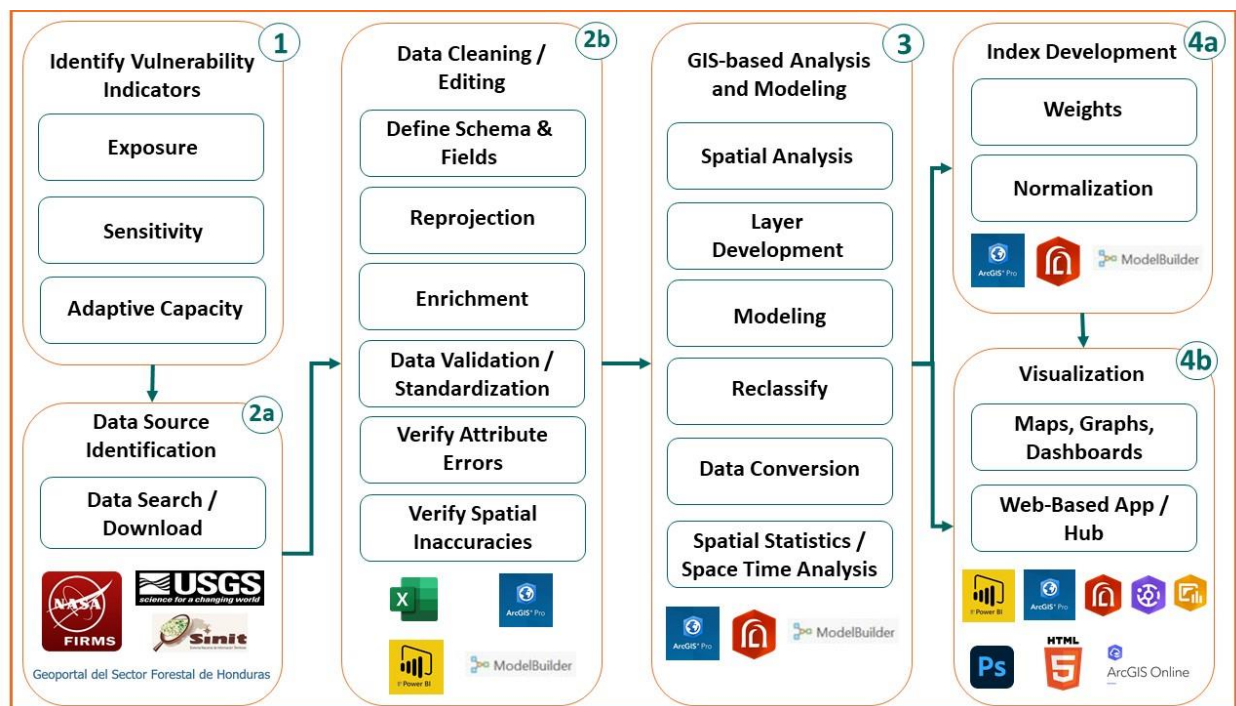 1
Identify Vulnerability
Indicators
Exposure
Sensitivity
Adaptive Capacity
2a
Data Source
Identification
Data Search /
Download
NASA
FIRMS
USGS
science for a changing world
Sinit
Geoportal del Sector Forestal de Honduras
2b
Data Cleaning /
Editing
Define Schema &
Fields
Reprojection
Enrichment
Data Validation /
Standardization
Verify Attribute
Errors
Verify Spatial
Inaccuracies
X
ArcGIS Pro
Power BI
ModelBuilder
3
GIS-based Analysis
and Modeling
Spatial Analysis
Layer
Development
Modeling
Reclassify
Data Conversion
Spatial Statistics /
Space Time Analysis
ArcGIS Pro
ModelBuilder
4a
Index Development
Weights
Normalization
ArcGIS Pro
ModelBuilder
4b
Visualization
Maps, Graphs,
Dashboards
Web-Based App /
Hub
Power BI
ArcGIS Pro
Ps
HTML
5
ArcGIS Online